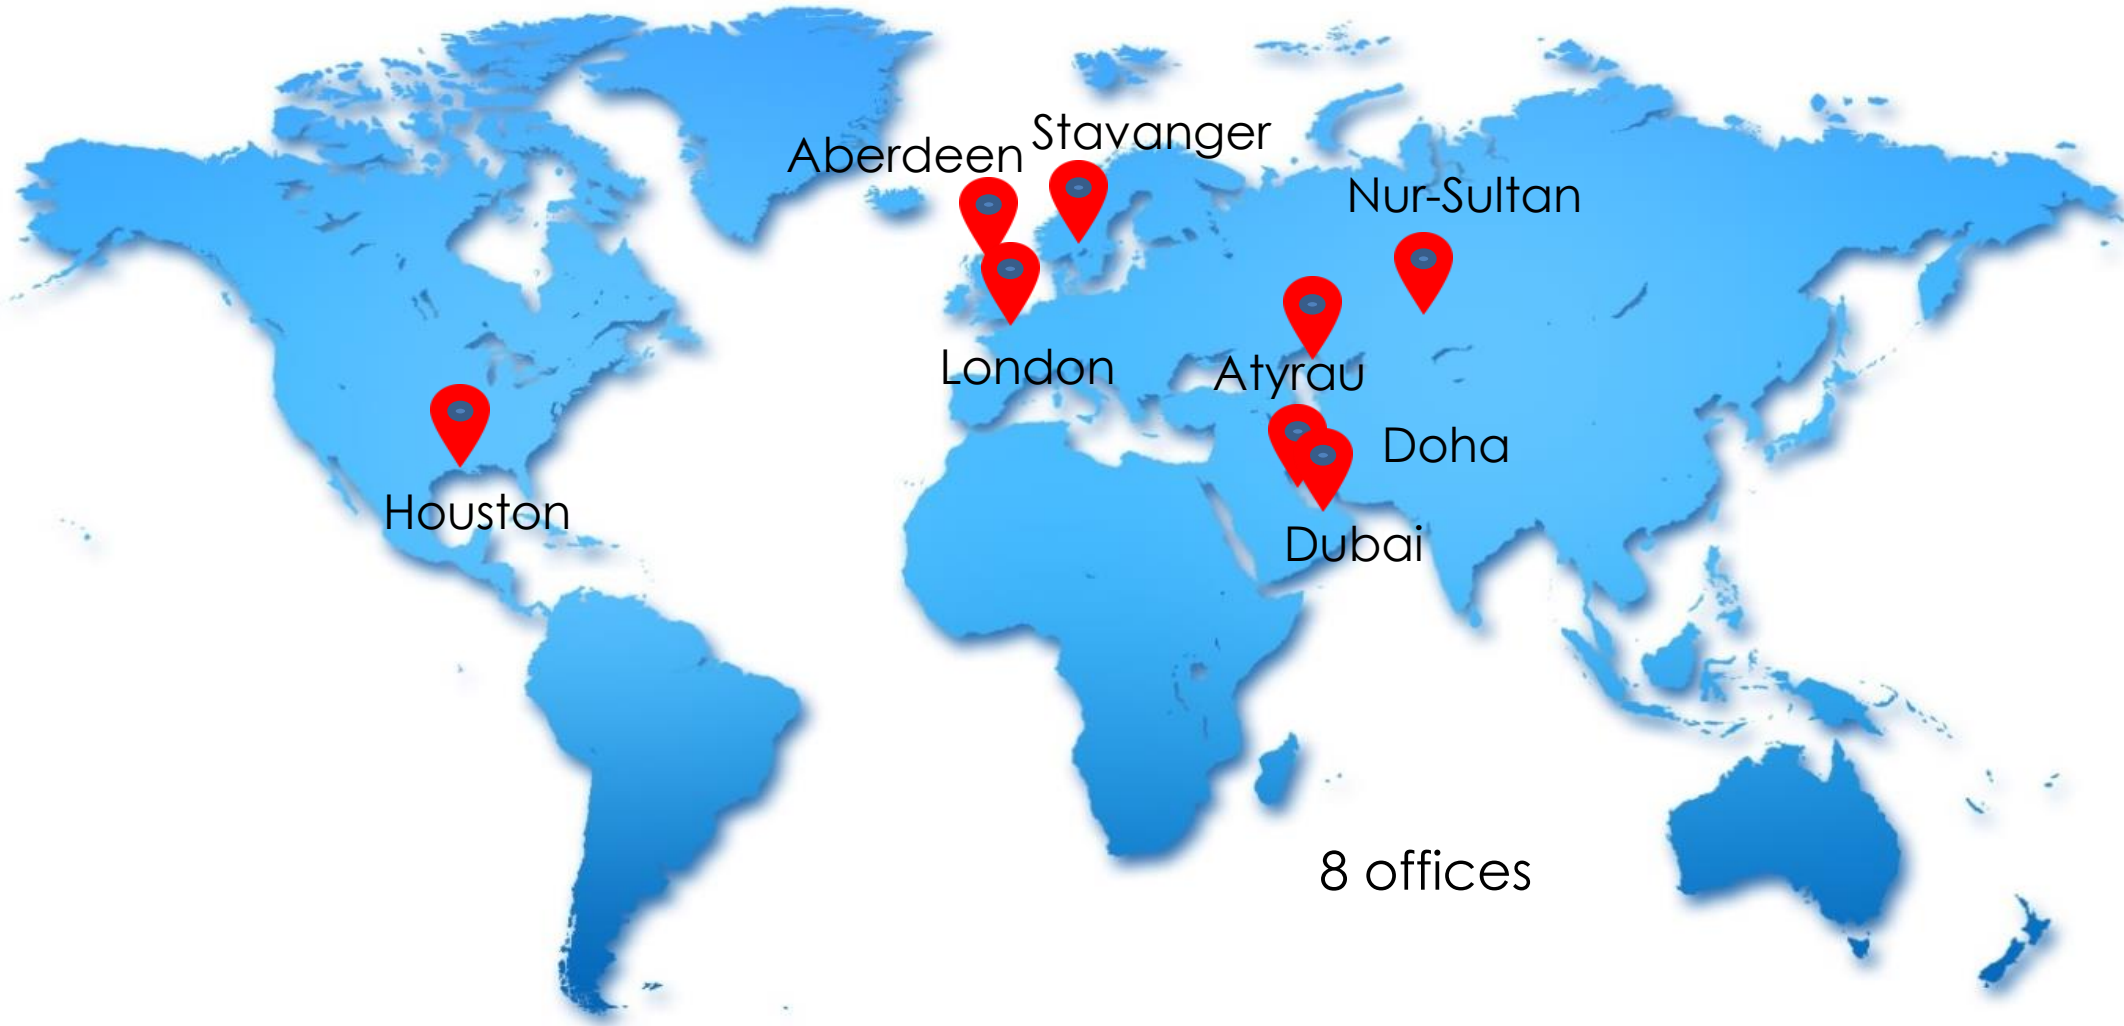 Stavanger
Aberdeen
Nur-Sultan
London
Atyrau
Doha
Houston
Dubai
8 offices